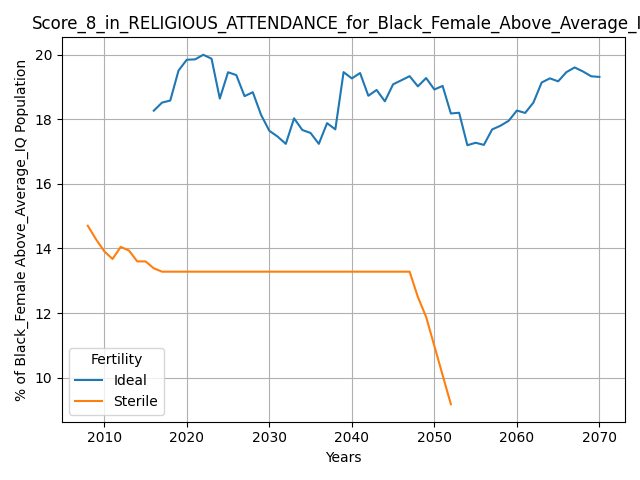 Score_8_in_RELIGIOUS_ATTENDANCE_for_Black_Female_Above_Average_I
% of Black_Female Above_Average_IQ Population
20
18
16
14
12
10
Fertility
Ideal
Sterile
2010 2020 2030 2040 2050 2060 2070
Years